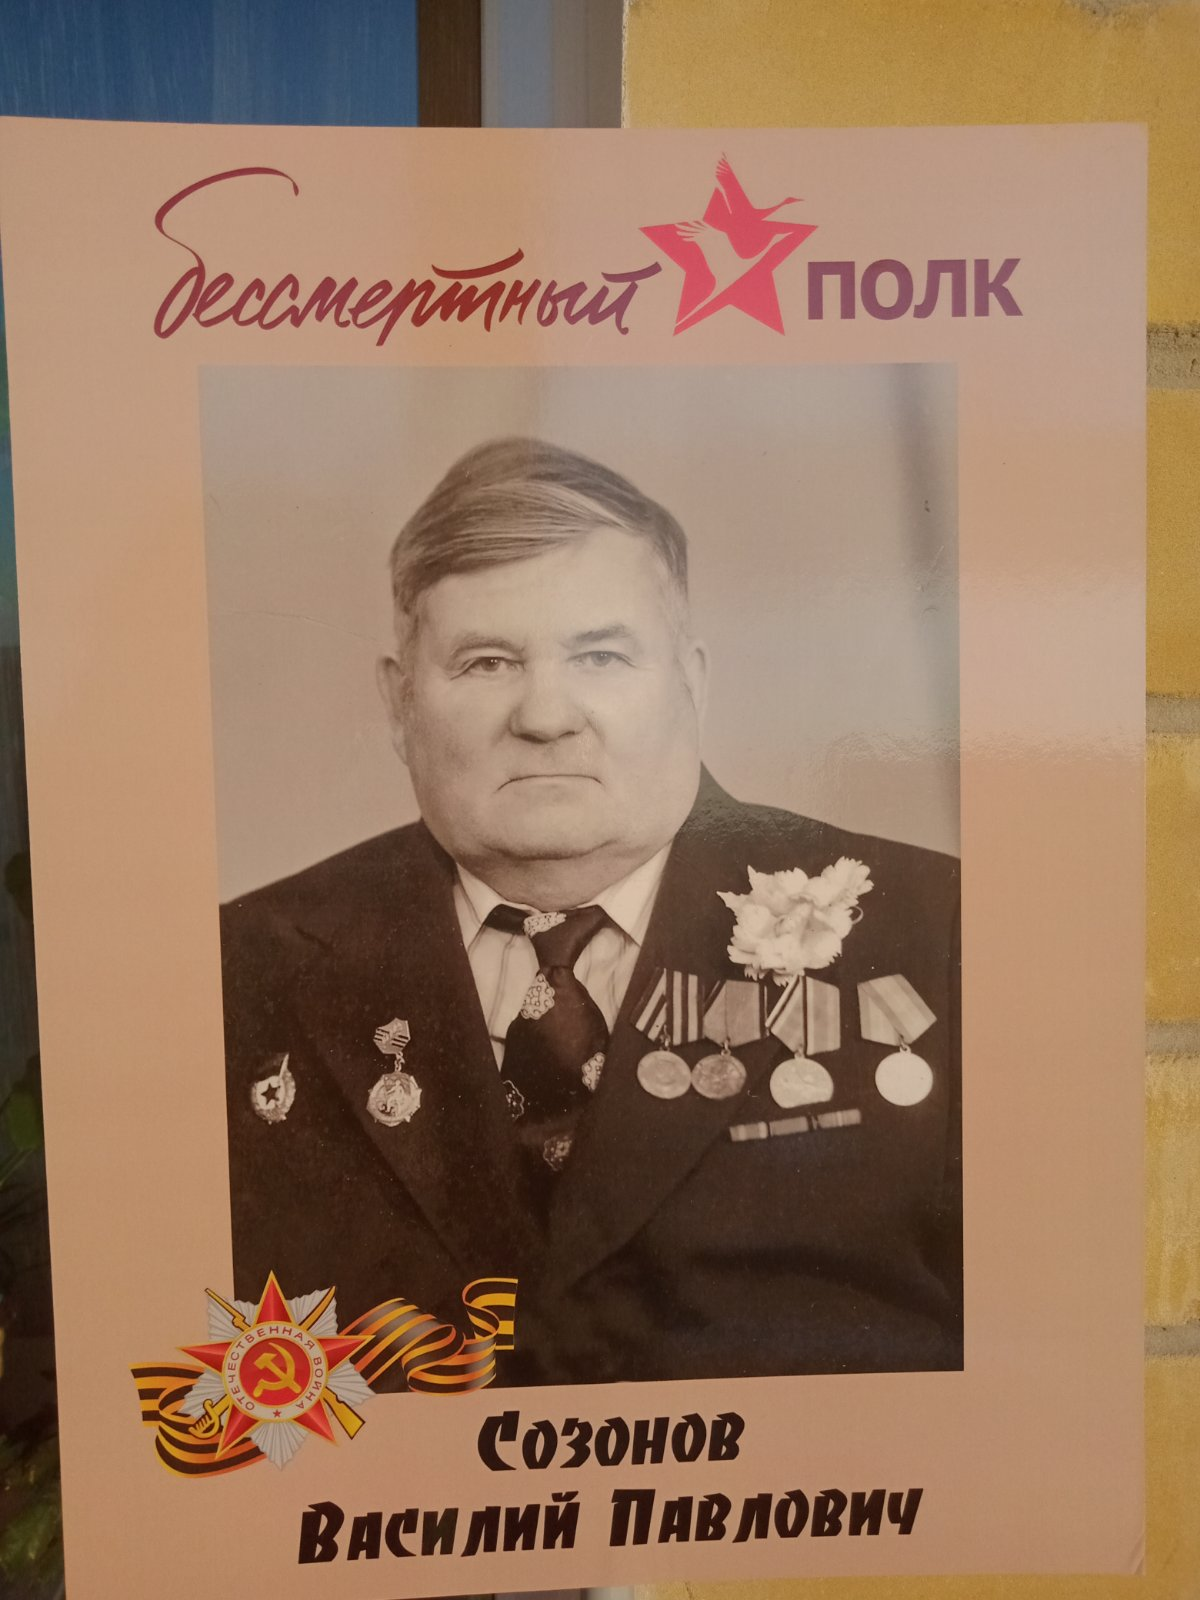 бессмертный ПОЛК
ОТЕЧЕСТВЕННАЯ ВОЙНА
Созонов
Василий Павлович